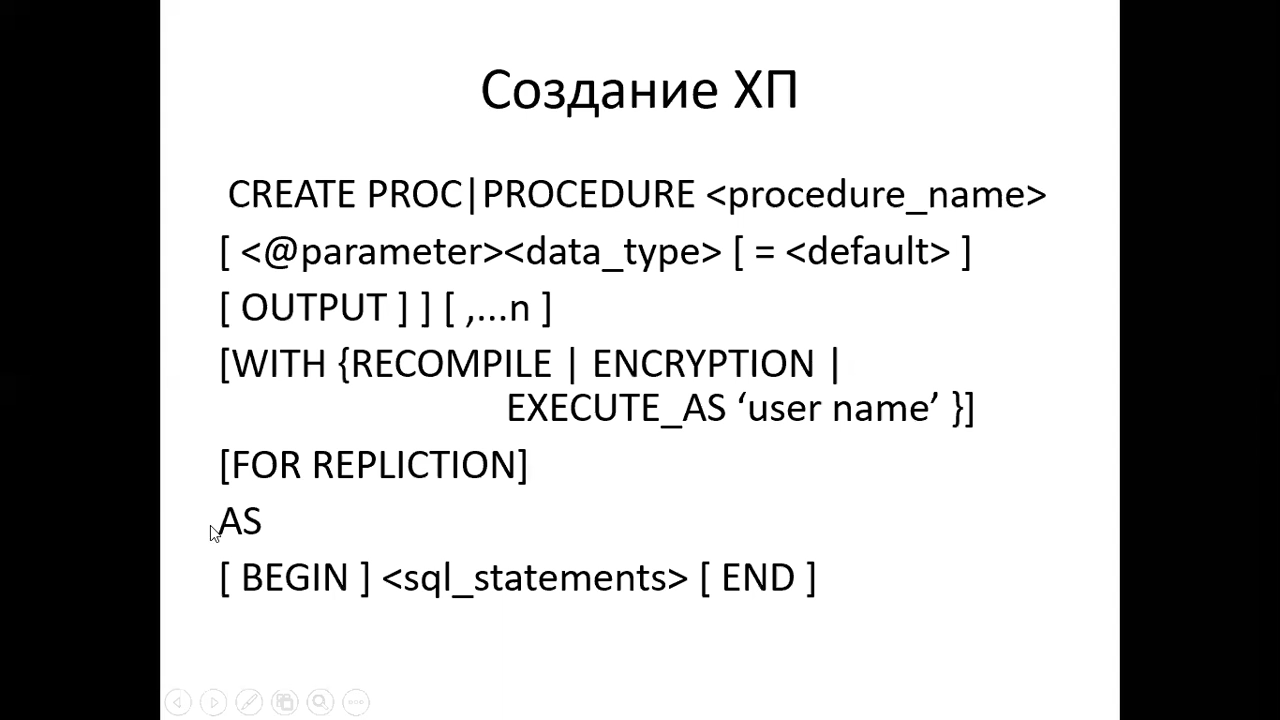 Создание ХП
CREATE PROC|PROCEDURE <procedure_name>
[ <@parameter><data_type> [ = <default> ]
[ OUTPUT ] ] [ ,...n ]
[WITH {RECOMPILE | ENCRYPTION |
EXECUTE_AS ‘user name’ }]
[FOR REPLICTION]
AS
[ BEGIN ] <sql_statements> [ END ]